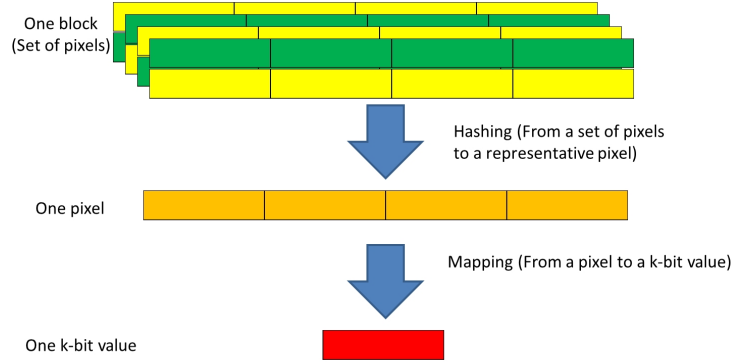 One block
(Set of pixels)
Hashing (From a set of pixels
to a representative pixel)
One pixel
Mapping (From a pixel to a k-bit value)
One k-bit value